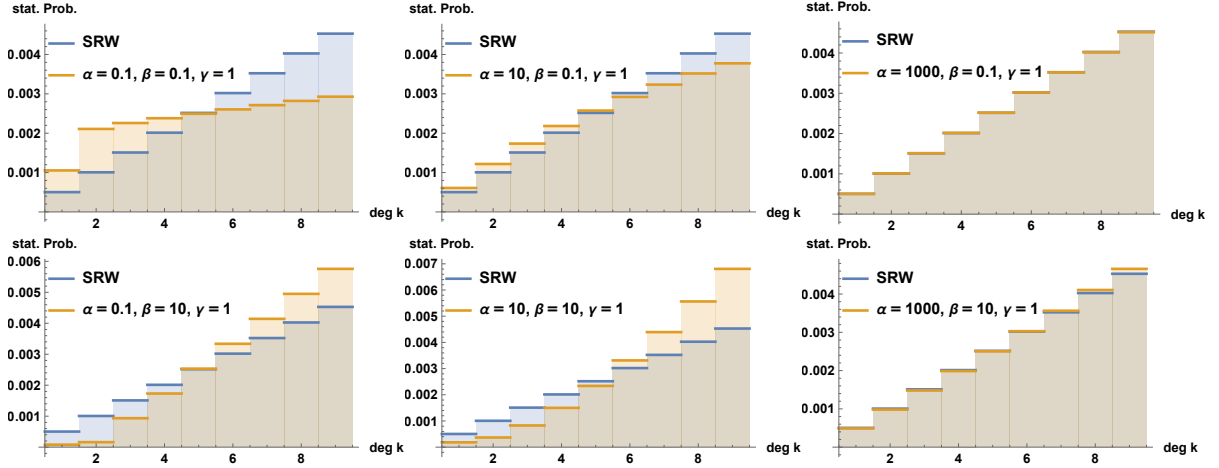 stat. Prob.
SRW
α = 0.1, β = 0.1, γ = 1
0.004
0.003
0.002
0.001
2 4 6 8
deg k
stat. Prob.
SRW
α = 10, β = 0.1, γ = 1
0.004
0.003
0.002
0.001
2 4 6 8
deg k
stat. Prob.
SRW
α = 1000, β = 0.1, γ = 1
0.004
0.003
0.002
0.001
2 4 6 8
deg k
stat. Prob.
SRW
α = 0.1, β = 10, γ = 1
0.006
0.005
0.004
0.003
0.002
0.001
2 4 6 8
deg k
stat. Prob.
SRW
α = 10, β = 10, γ = 1
0.007
0.006
0.005
0.004
0.003
0.002
0.001
2 4 6 8
deg k
stat. Prob.
SRW
α = 1000, β = 10, γ = 1
0.004
0.003
0.002
0.001
2 4 6 8
deg k